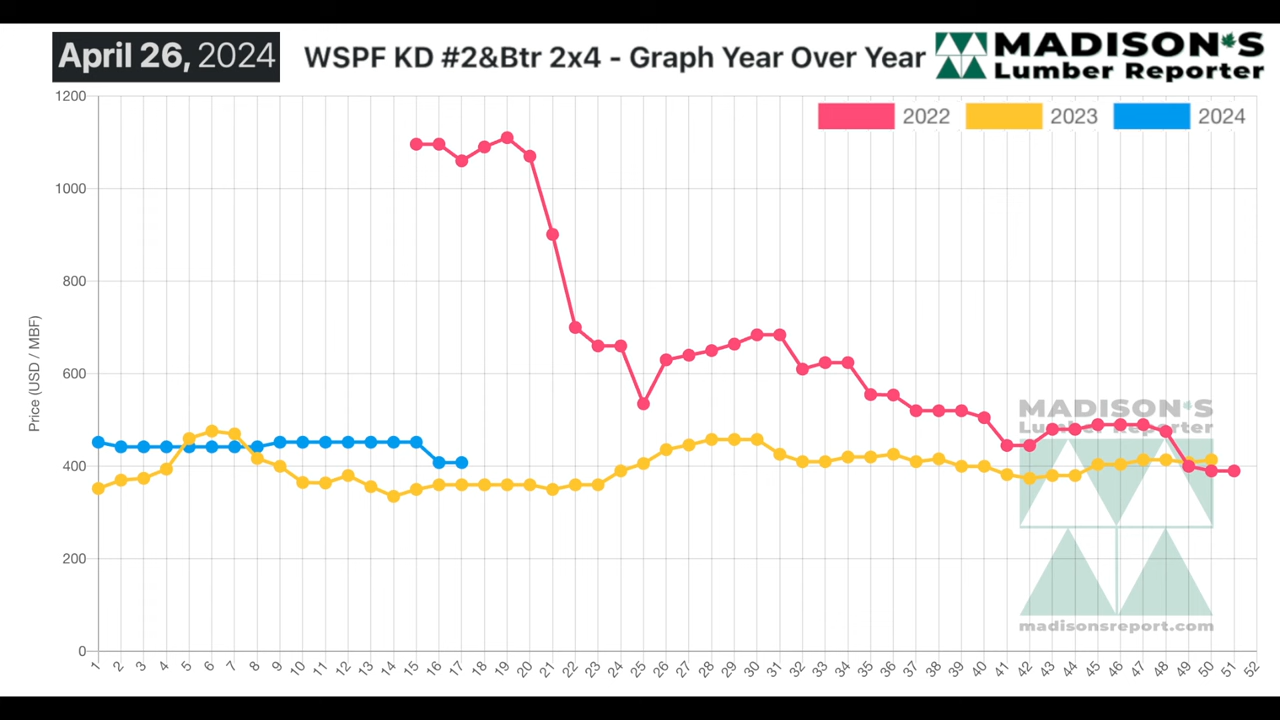 April 26, 2024
WSPF KD #2&Btr 2x4 - Graph Year Over Year
MADISON'S
Lumber Reporter
2022
2023
2024
1200
1000
800
600
400
200
0
Price (USD / MBF)
MADISON'S
Lumber Reporter
madisonsreport.com
1 2 3 4 5 6 7 8 9 10 11 12 13 14 15 16 17 18 19 20 21 22 23 24 25 26 27 28 29 30 31 32 33 34 35 36 37 38 39 40 41 42 43 44 45 46 47 48 49 50 51 52